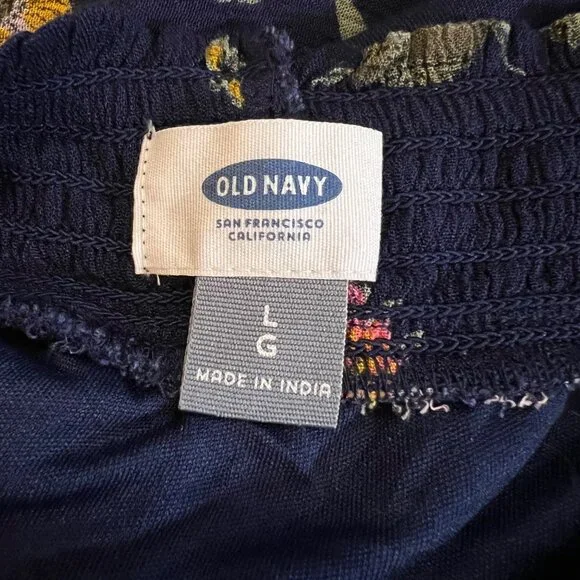 OLD NAVY
SAN FRANCISCO
CALIFORNIA
L
G
MADE IN INDIA